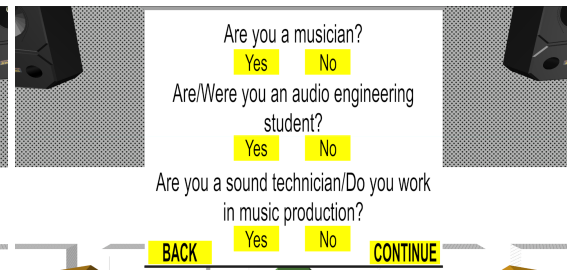 Are you a musician?
Yes No
Are/Were you an audio engineering
student?
Yes No
Are you a sound technician/Do you work
in music production?
Yes No
BACK CONTINUE